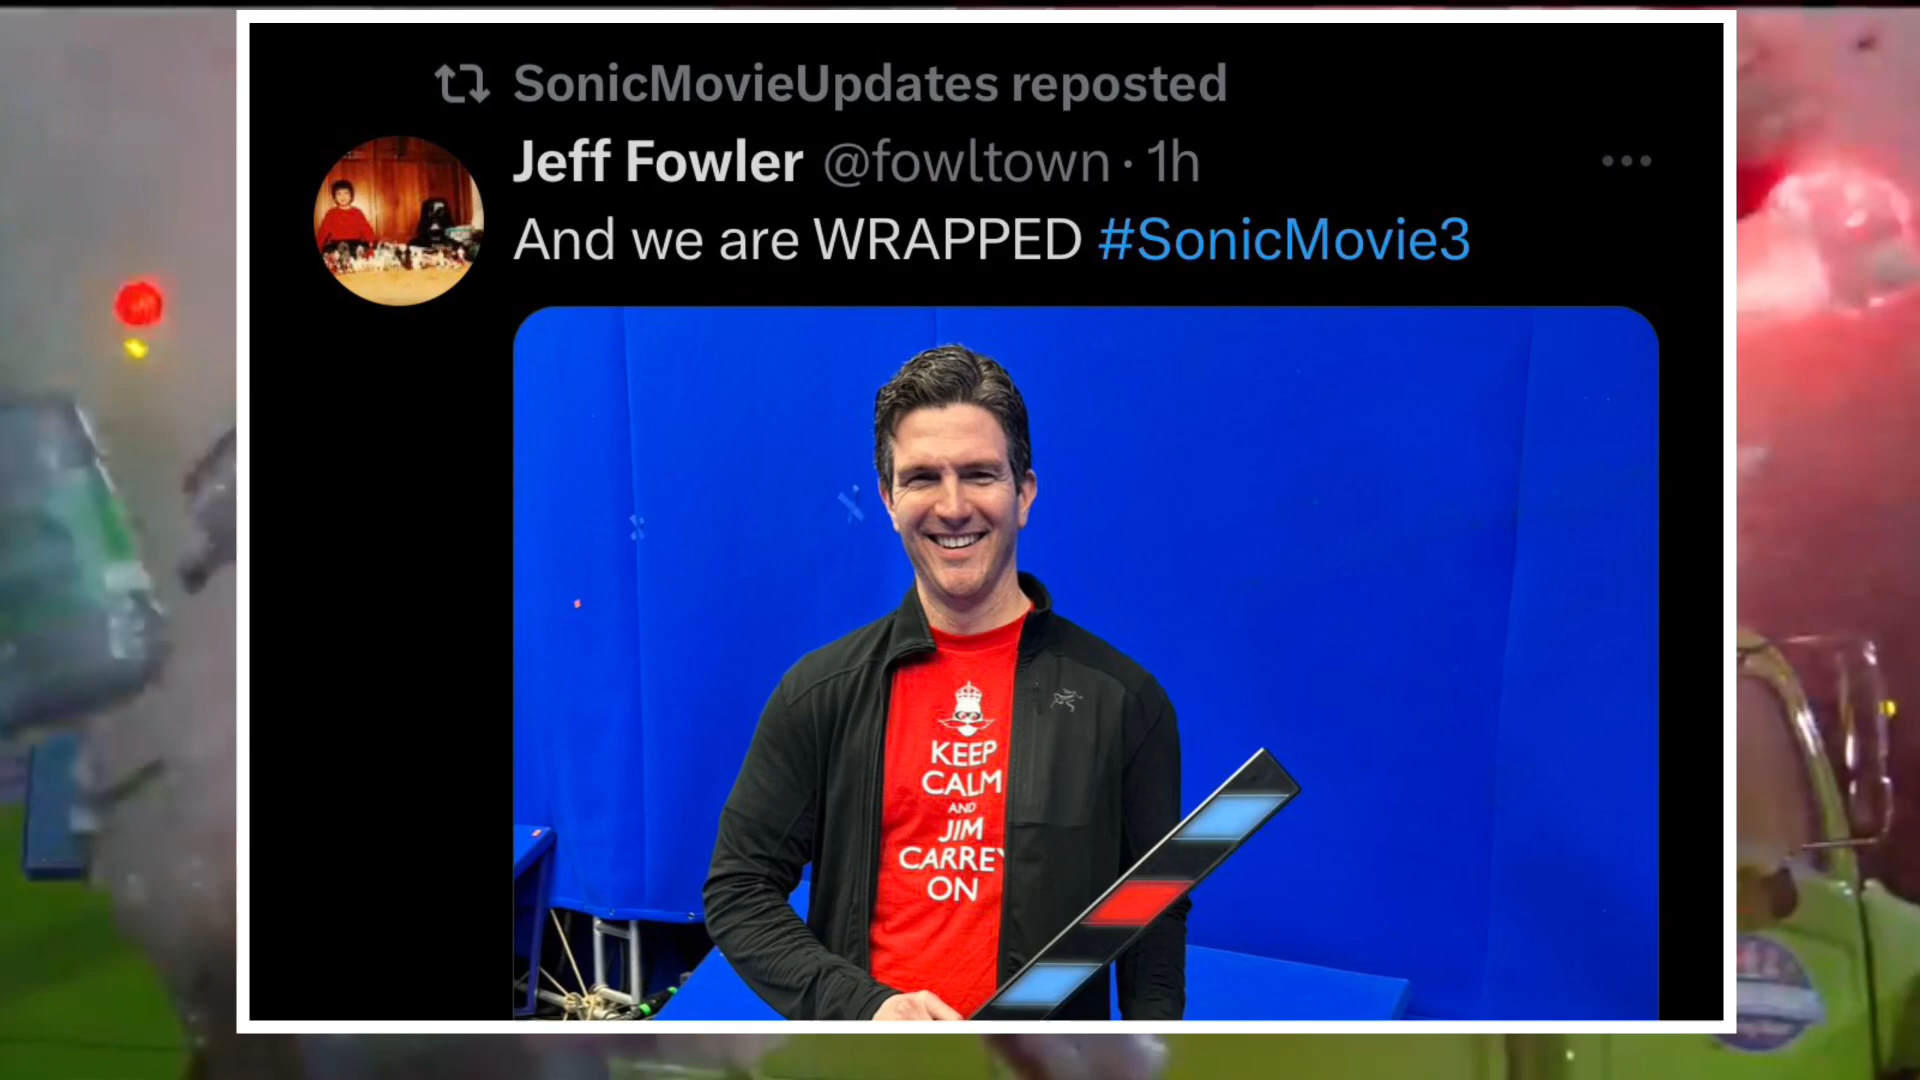 SonicMovieUpdates reposted
Jeff Fowler @fowltown · 1h
And we are WRAPPED #SonicMovie3
KEEP
CALM
AND
JIM
CARREY
ON